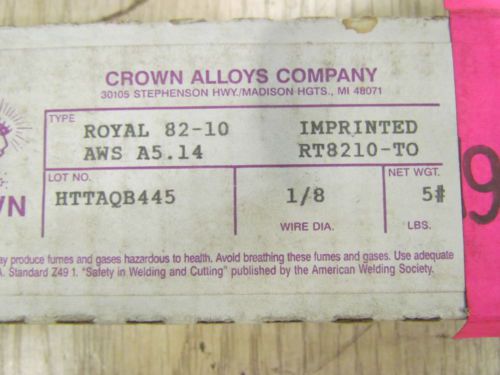 CROWN ALLOYS COMPANY
30105 STEPHENSON HWY./MADISON HGTS., MI 48071
TYPE
ROYAL 82-10 IMPRINTED
AWS A5.14 RT8210-TO
LOT NO.
HTTAQB445
1/8
WIRE DIA.
NET WGT.
5#
LBS.
WN
ay produce fumes and gases hazardous to health. Avoid breathing these fumes and gases. Use adequate
A. Standard Z49 1. "Safety in Welding and Cutting" published by the American Welding Society.